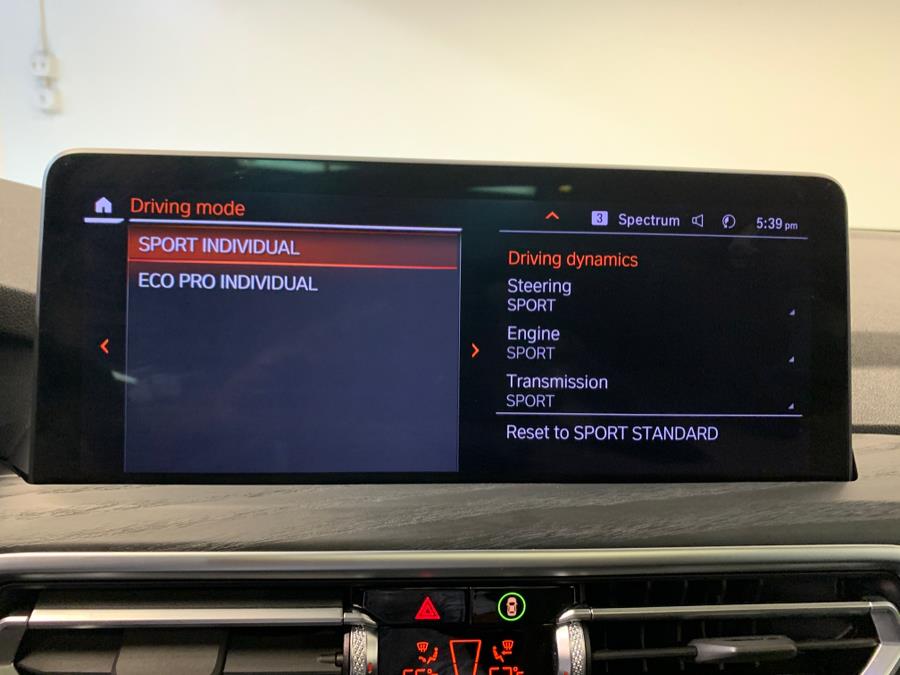 Driving mode
3 Spectrum 5:39 pm
SPORT INDIVIDUAL
ECO PRO INDIVIDUAL
Driving dynamics
Steering
SPORT
Engine
SPORT
Transmission
SPORT
Reset to SPORT STANDARD